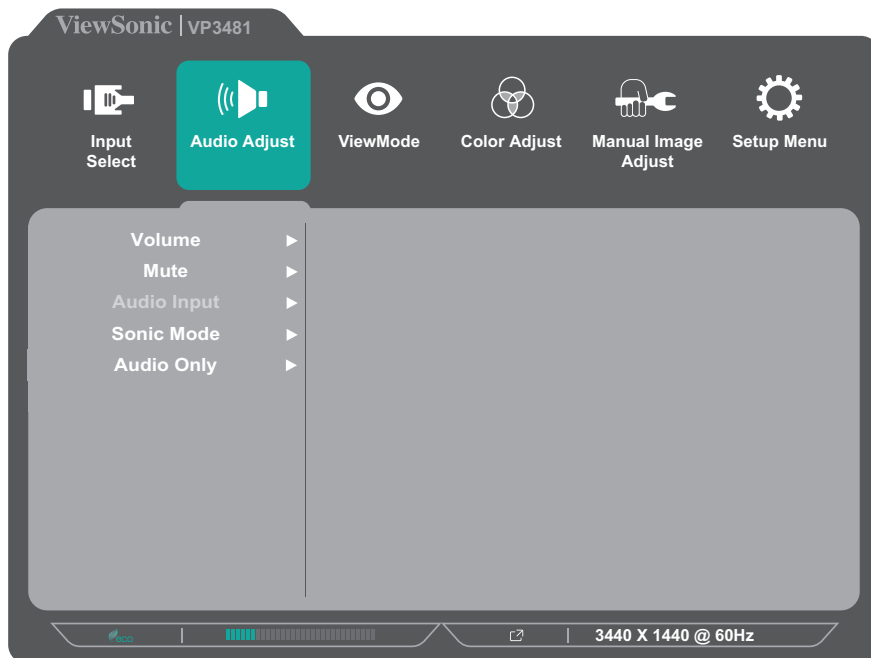 ViewSonic | VP3481
Input
Select
Audio Adjust
ViewMode
Color Adjust
Manual Image
Adjust
Setup Menu
Volume
Mute
Audio Input
Sonic Mode
Audio Only
eco
3440 X 1440 @ 60Hz